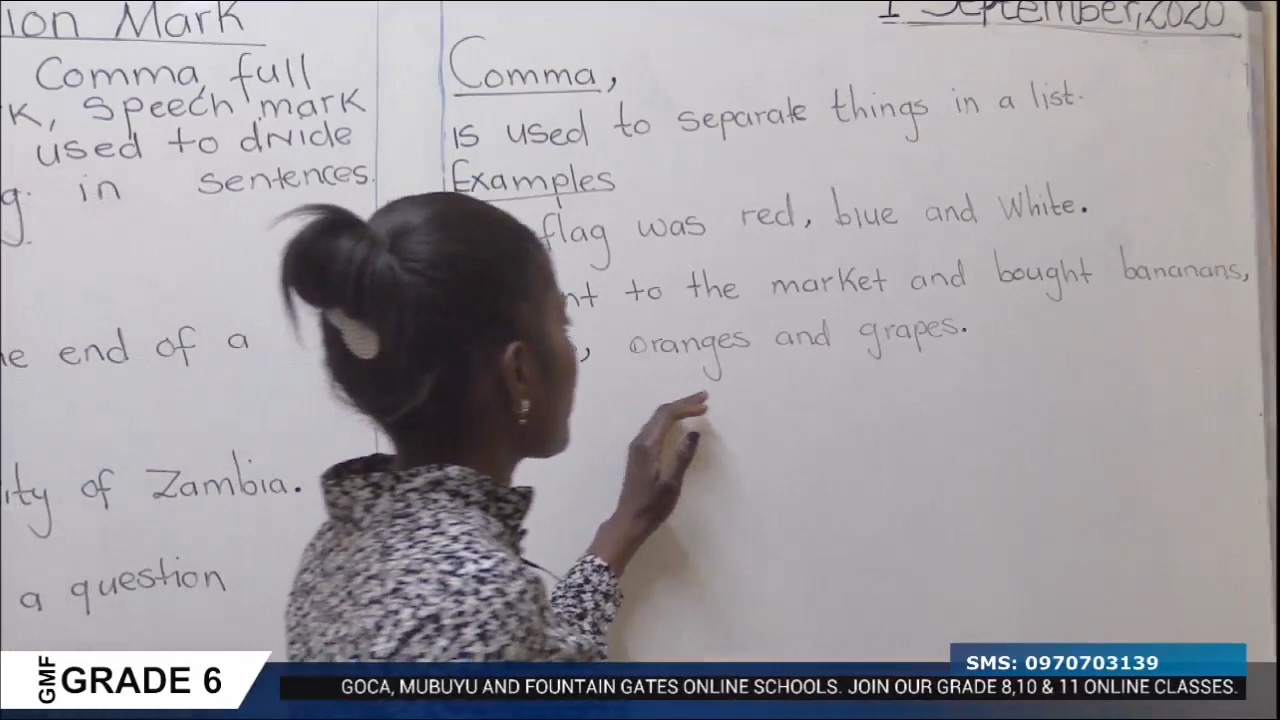 ion Mark
Comma, full
k, Speech mark
used to divide
g. in sentences.
e end of a
ity of Zambia.
a question
1 September, 2020
Comma,
is used to separate things in a list.
Examples
flag was red, blue and White.
nt to the market and bought bananans,
, oranges and grapes.
GMF GRADE 6
SMS: 0970703139
GOCA, MUBUYU AND FOUNTAIN GATES ONLINE SCHOOLS. JOIN OUR GRADE 8,10 & 11 ONLINE CLASSES.